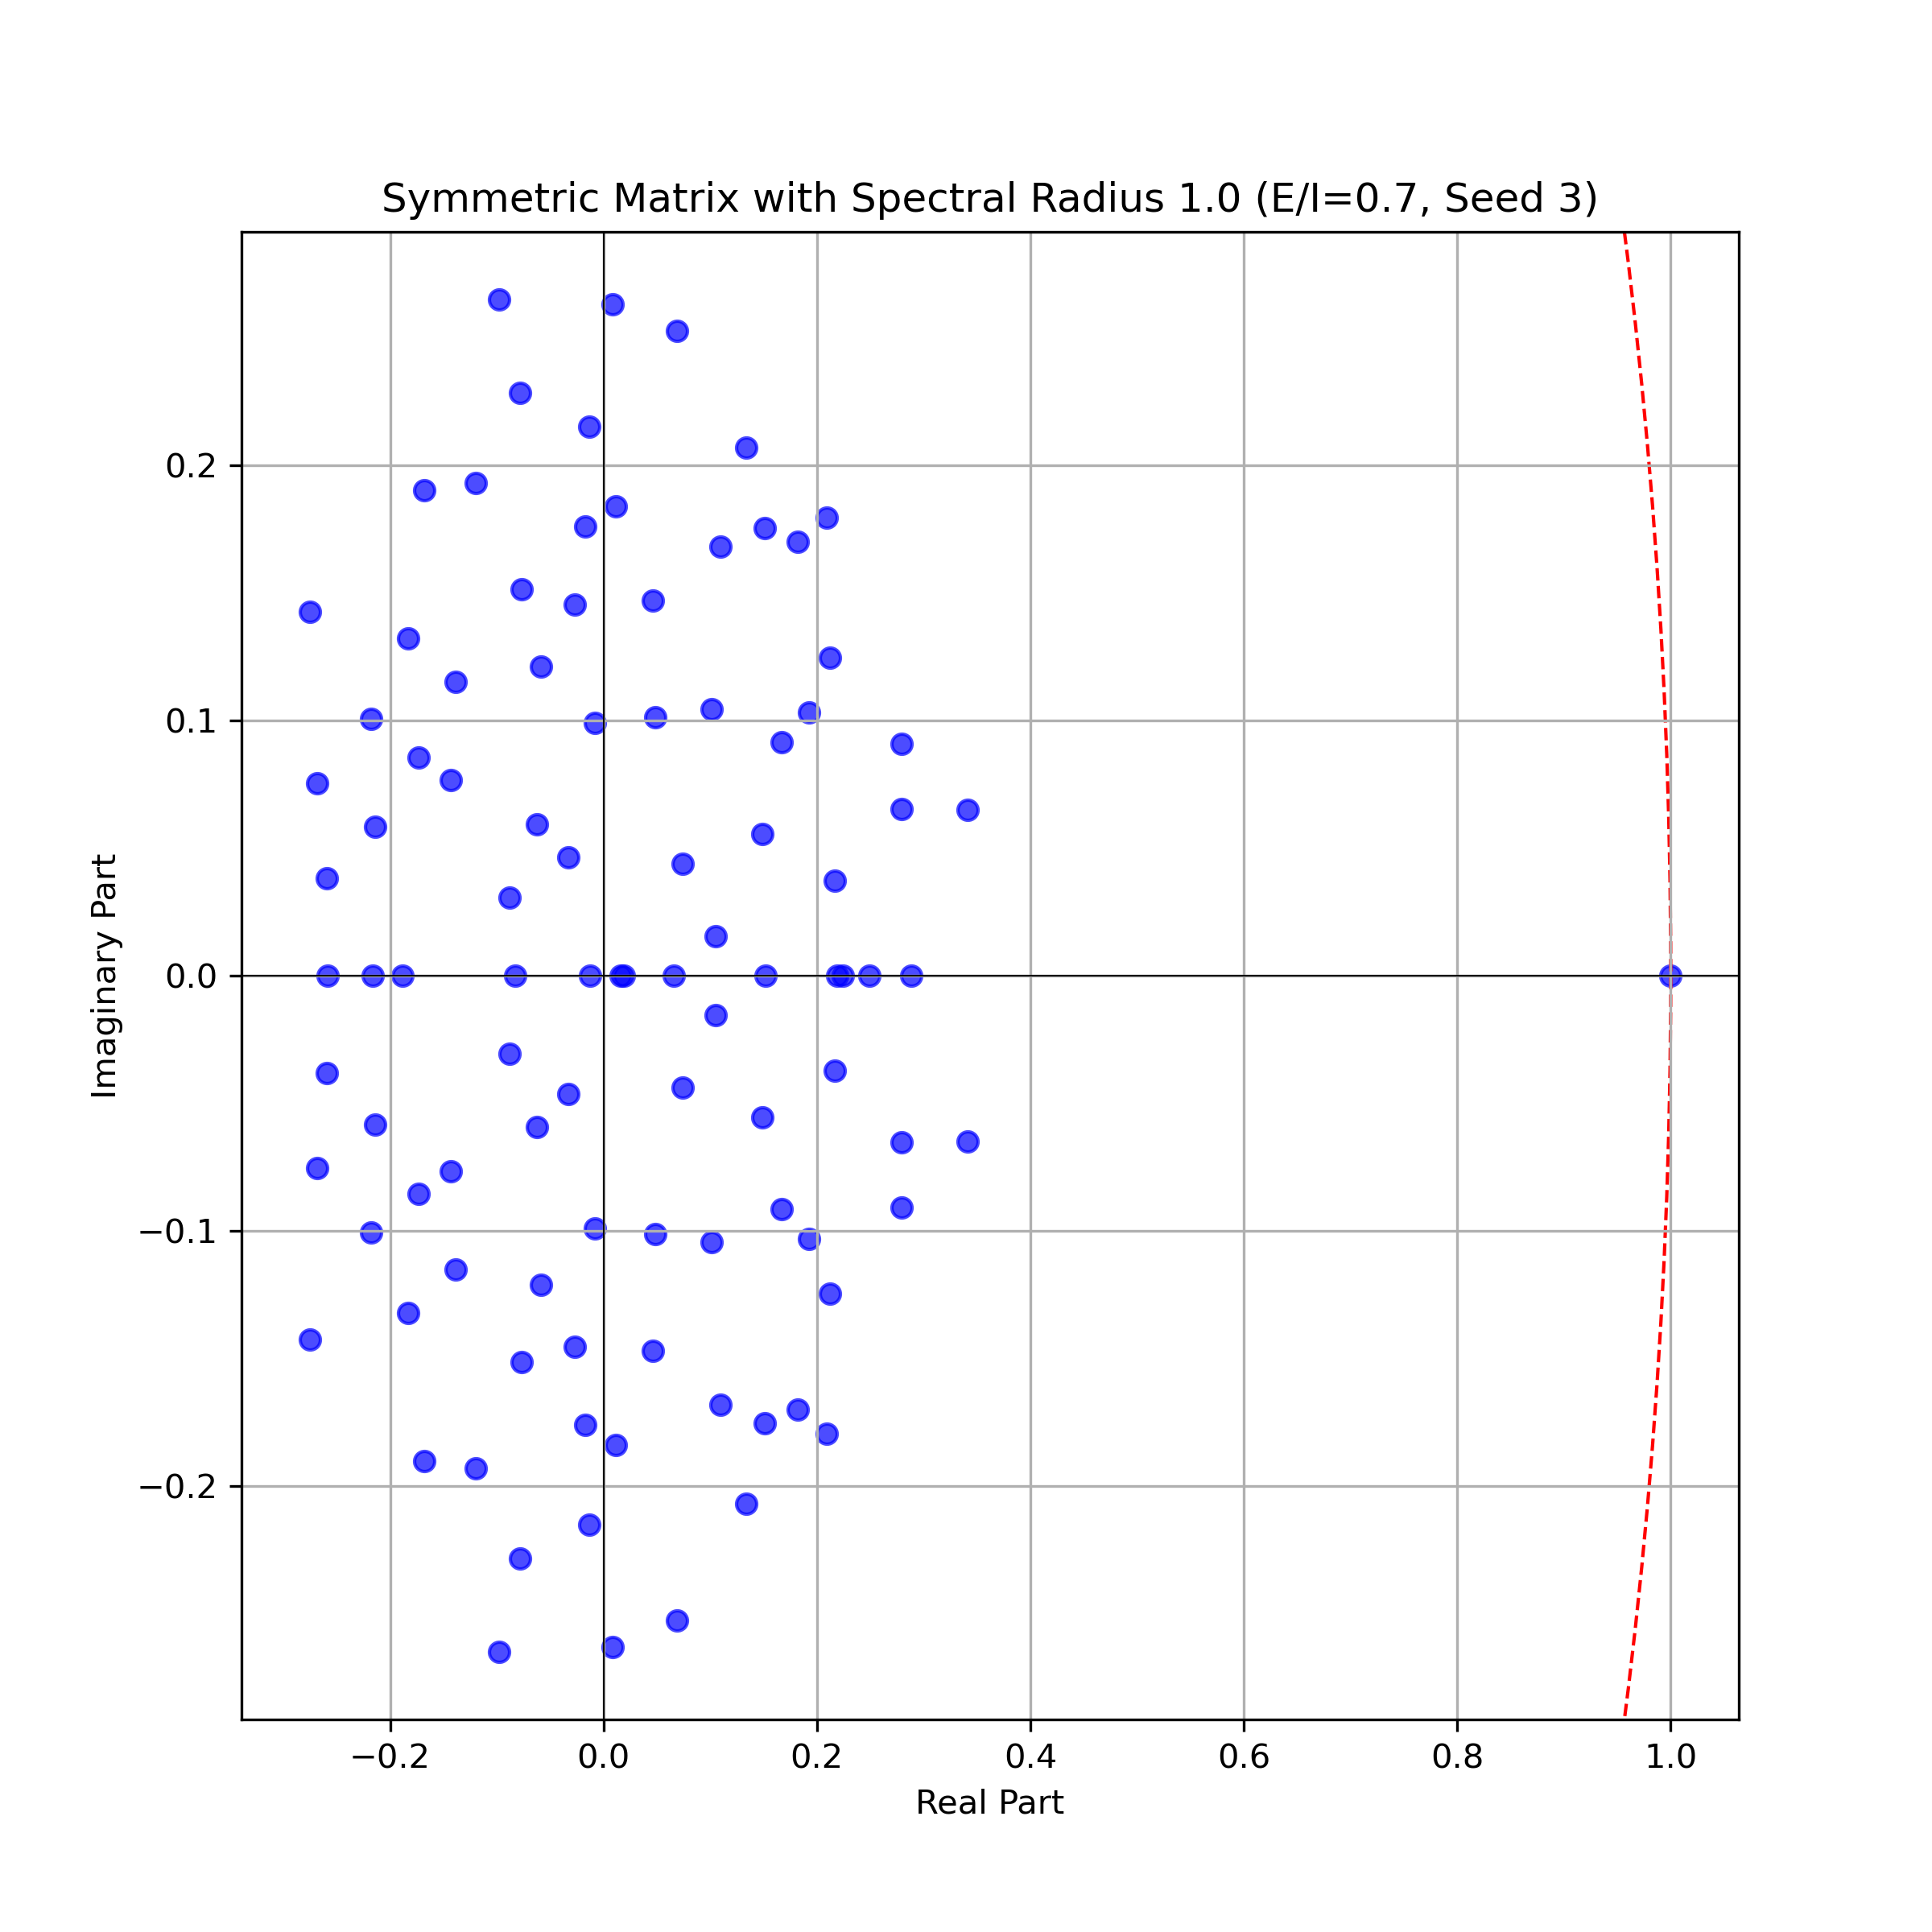 Symmetric Matrix with Spectral Radius 1.0 (E/I=0.7, Seed 3)
0.2
0.1
0.0
−0.1
−0.2
Imaginary Part
−0.2 0.0 0.2 0.4 0.6 0.8 1.0
Real Part